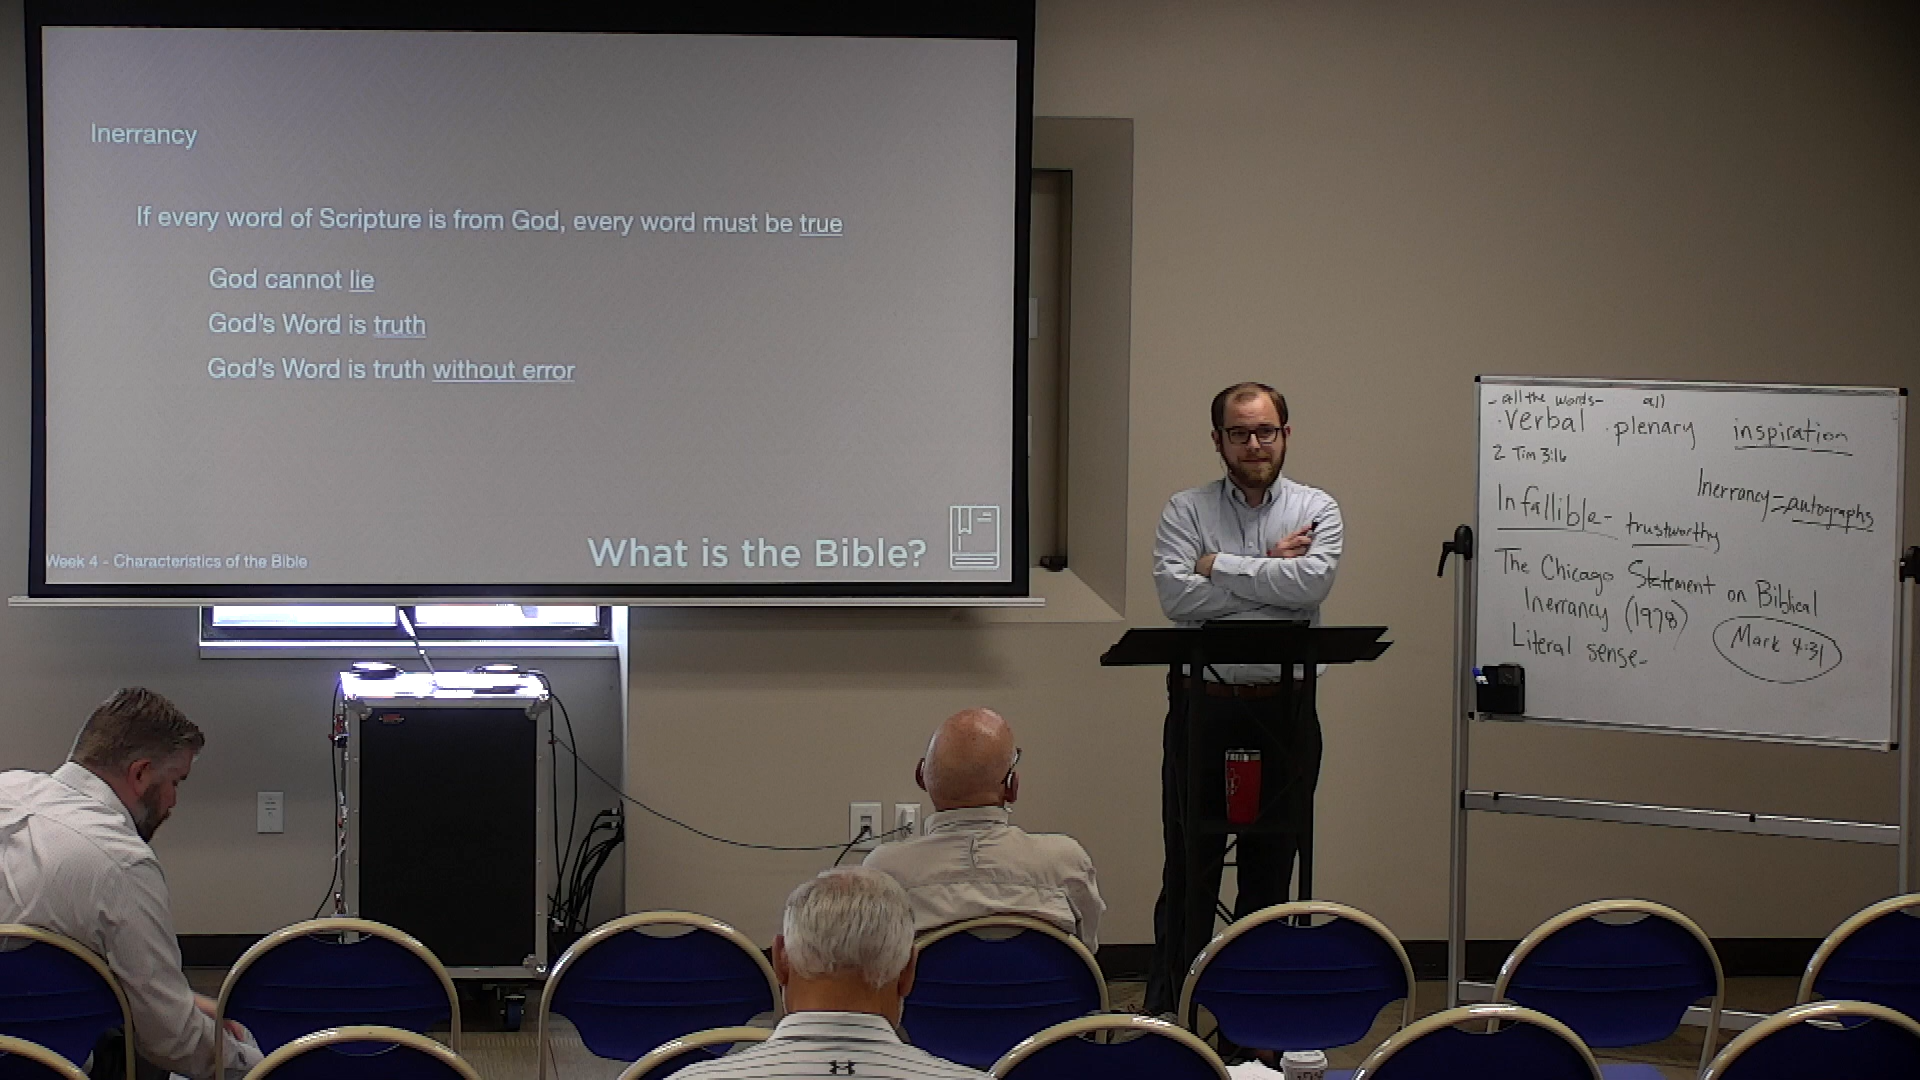 Inerrancy
If every word of Scripture is from God, every word must be true
God cannot lie
God's Word is truth
God's Word is truth without error
Week 4 - Characteristics of the Bible
What is the Bible?
- all the words- all
· Verbal · plenary inspiration
2 Tim 3:16
Inerrancy = autographs
Infallible - trustworthy
The Chicago Statement on Biblical
Inerrancy (1978)
Literal sense-
Mark 4:31